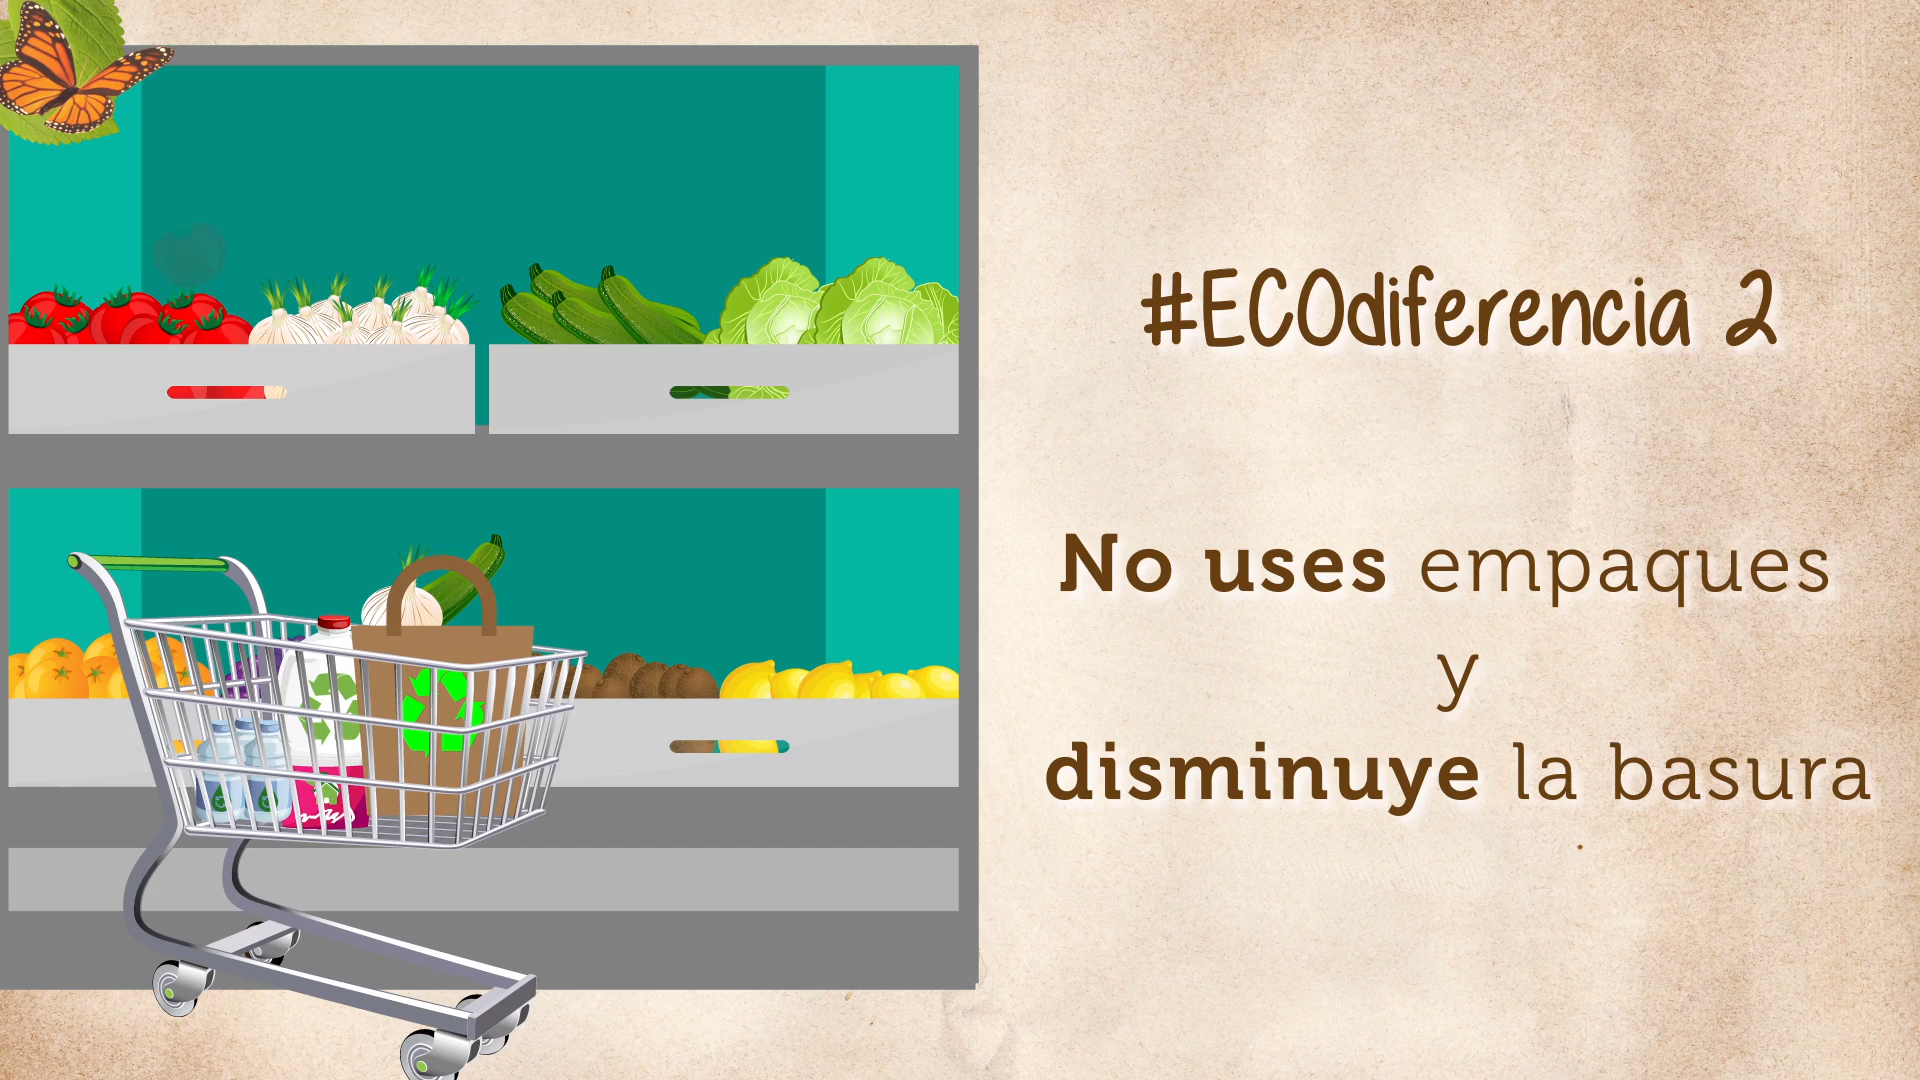 #ECOdiferencia 2
No uses empaques
y
disminuye la basura